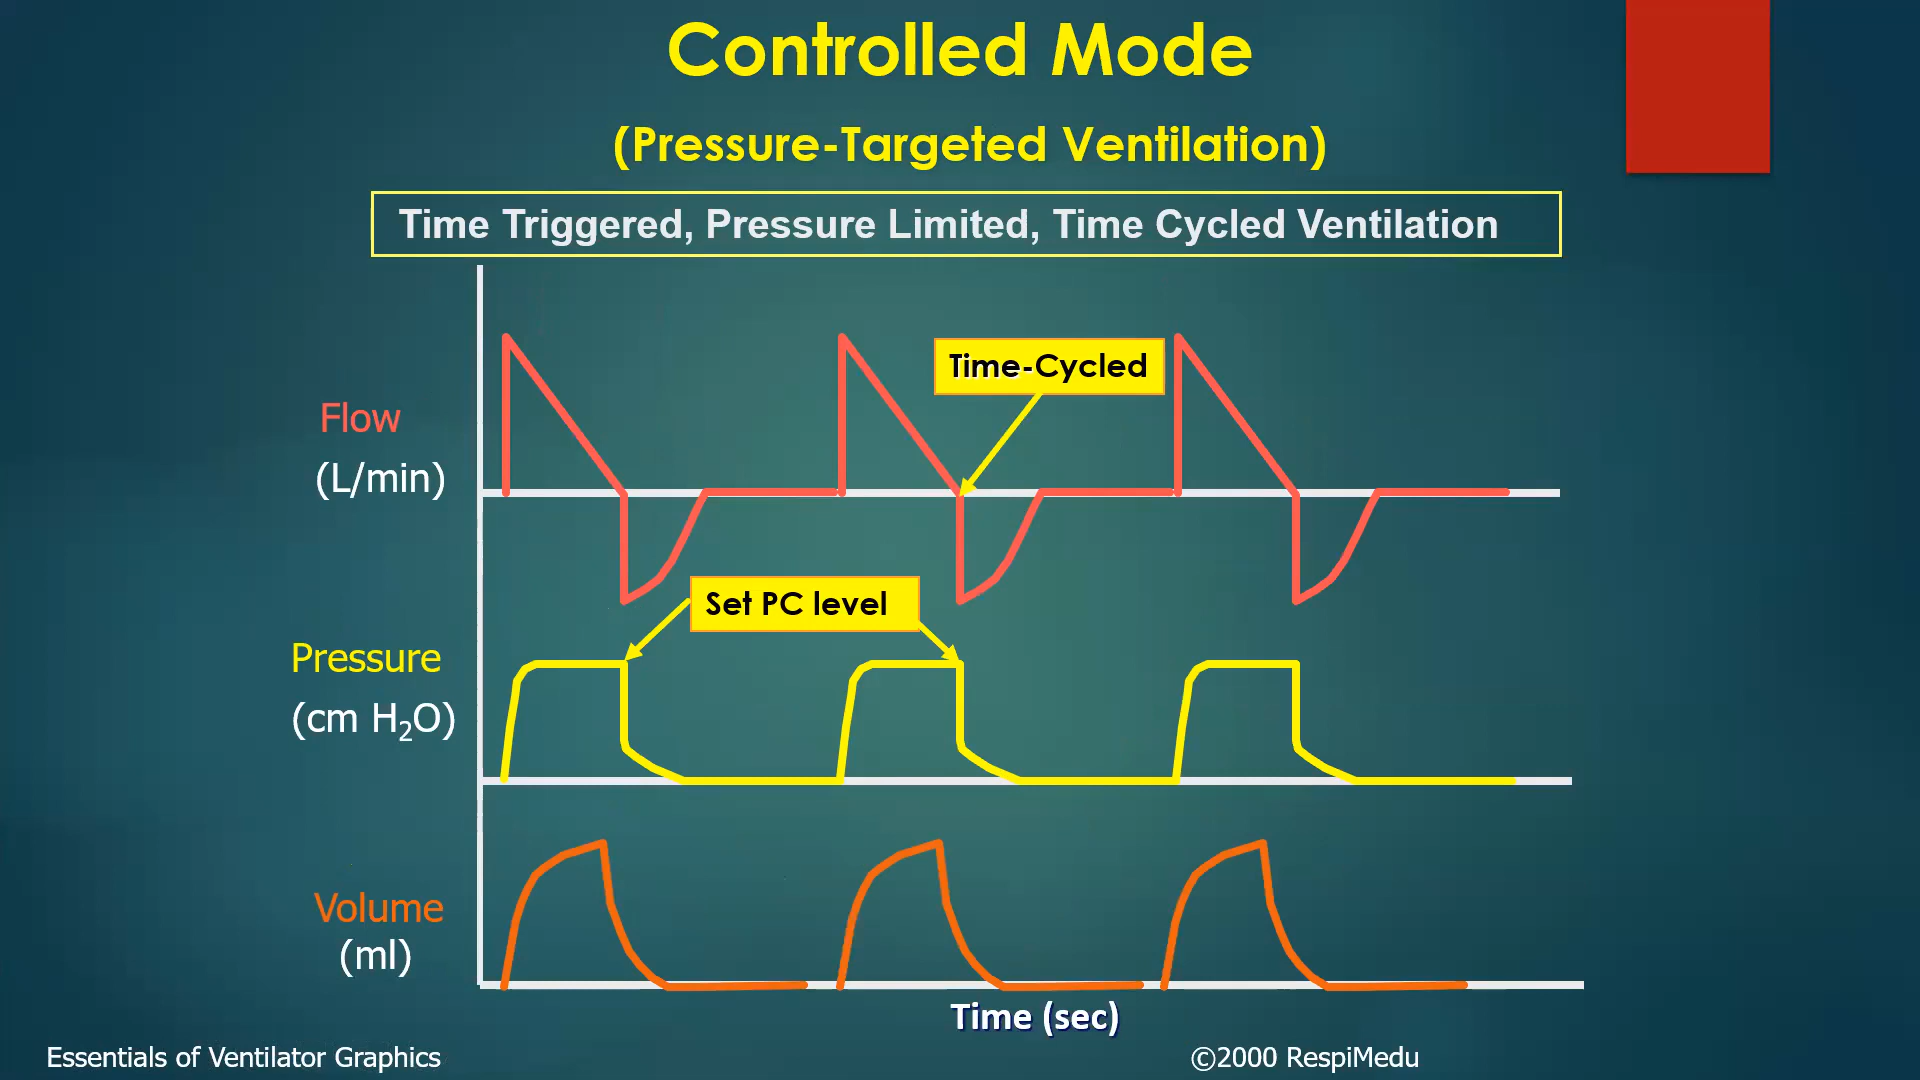 Controlled Mode
(Pressure-Targeted Ventilation)
Time Triggered, Pressure Limited, Time Cycled Ventilation
Time-Cycled
Flow
(L/min)
Set PC level
Pressure
(cm H₂O)
Volume
(ml)
Time (sec)
Essentials of Ventilator Graphics
©2000 RespiMedu